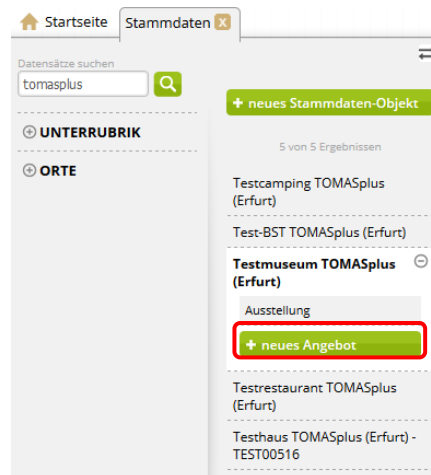 Startseite
Stammdaten
Datensätze suchen
tomasplus
UNTERRUBRIK
ORTE
+ neues Stammdaten-Objekt
5 von 5 Ergebnissen
Testcamping TOMASplus
(Erfurt)
Test-BST TOMASplus (Erfurt)
Testmuseum TOMASplus
(Erfurt)
Ausstellung
+ neues Angebot
Testrestaurant TOMASplus
(Erfurt)
Testhaus TOMASplus (Erfurt) -
TEST00516